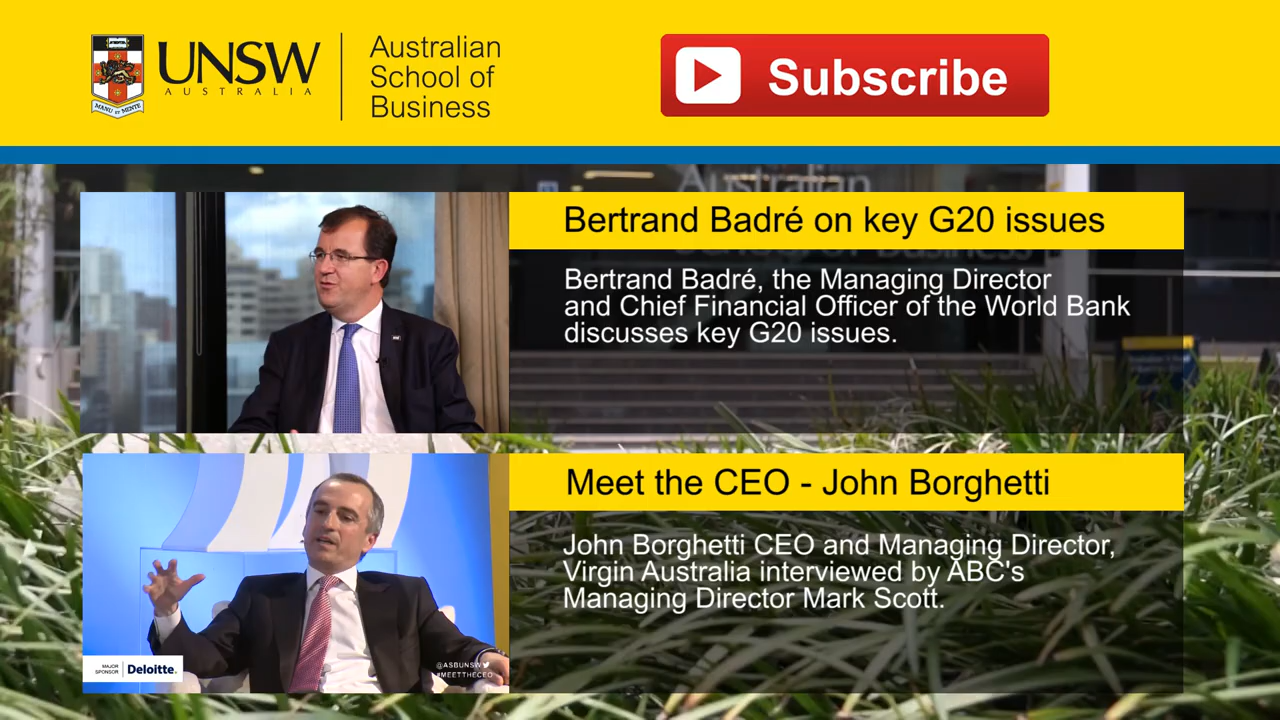 UNSW
AUSTRALIA
MANU ET MENTE
Australian
School of
Business
Subscribe
Australian
Business
Bertrand Badré on key G20 issues
Bertrand Badré, the Managing Director
and Chief Financial Officer of the World Bank
discusses key G20 issues.
Meet the CEO - John Borghetti
John Borghetti CEO and Managing Director,
Virgin Australia interviewed by ABC's
Managing Director Mark Scott.
MAJOR
SPONSOR
Deloitte.
@ASBUNSW
#MEETTHECEO